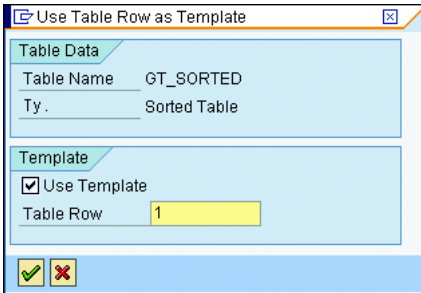 Use Table Row as Template
Table Data
Table Name GT_SORTED
Ty. Sorted Table
Template
Use Template
Table Row 1